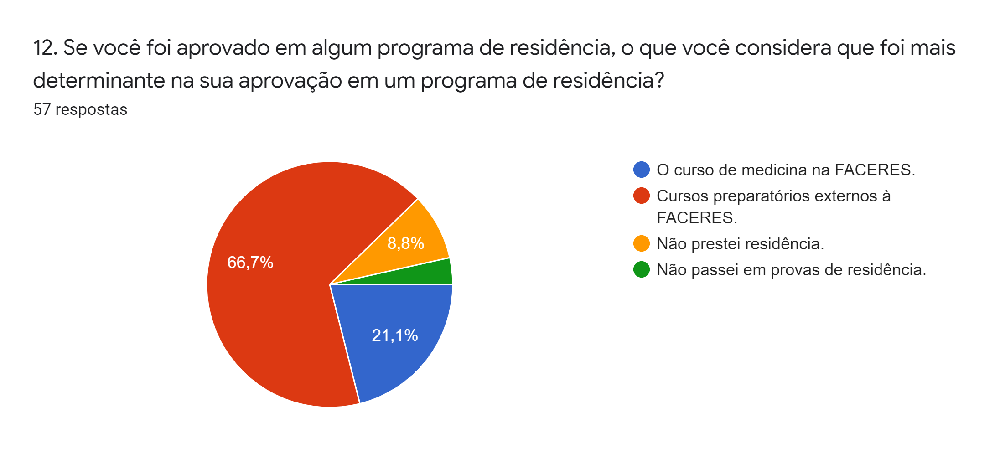 12. Se você foi aprovado em algum programa de residência, o que você considera que foi mais
determinante na sua aprovação em um programa de residência?
57 respostas
O curso de medicina na FACERES.
Cursos preparatórios externos à
FACERES.
Não prestei residência.
Não passei em provas de residência.
8,8%
66,7%
21,1%